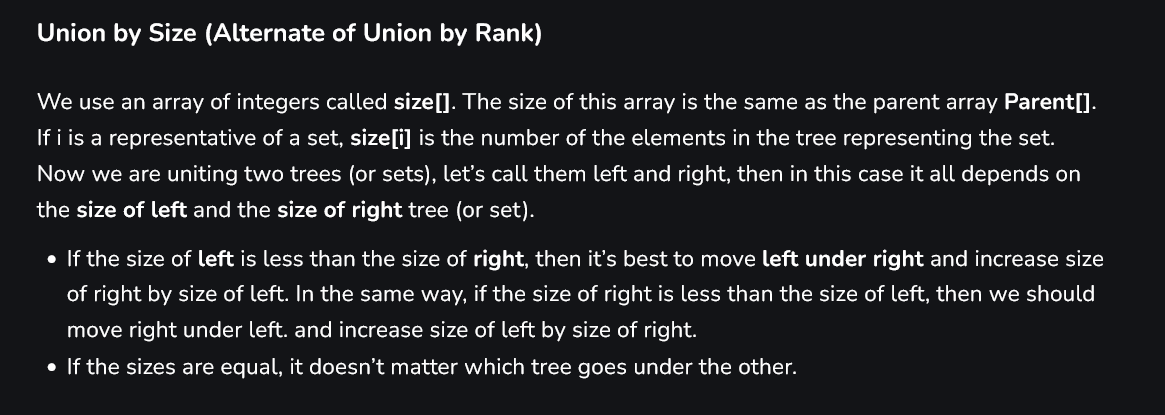 Union by Size (Alternate of Union by Rank)
We use an array of integers called size[]. The size of this array is the same as the parent array Parent[].
If i is a representative of a set, size[i] is the number of the elements in the tree representing the set.
Now we are uniting two trees (or sets), let’s call them left and right, then in this case it all depends on
the size of left and the size of right tree (or set).
• If the size of left is less than the size of right, then it’s best to move left under right and increase size
of right by size of left. In the same way, if the size of right is less than the size of left, then we should
move right under left. and increase size of left by size of right.
• If the sizes are equal, it doesn’t matter which tree goes under the other.